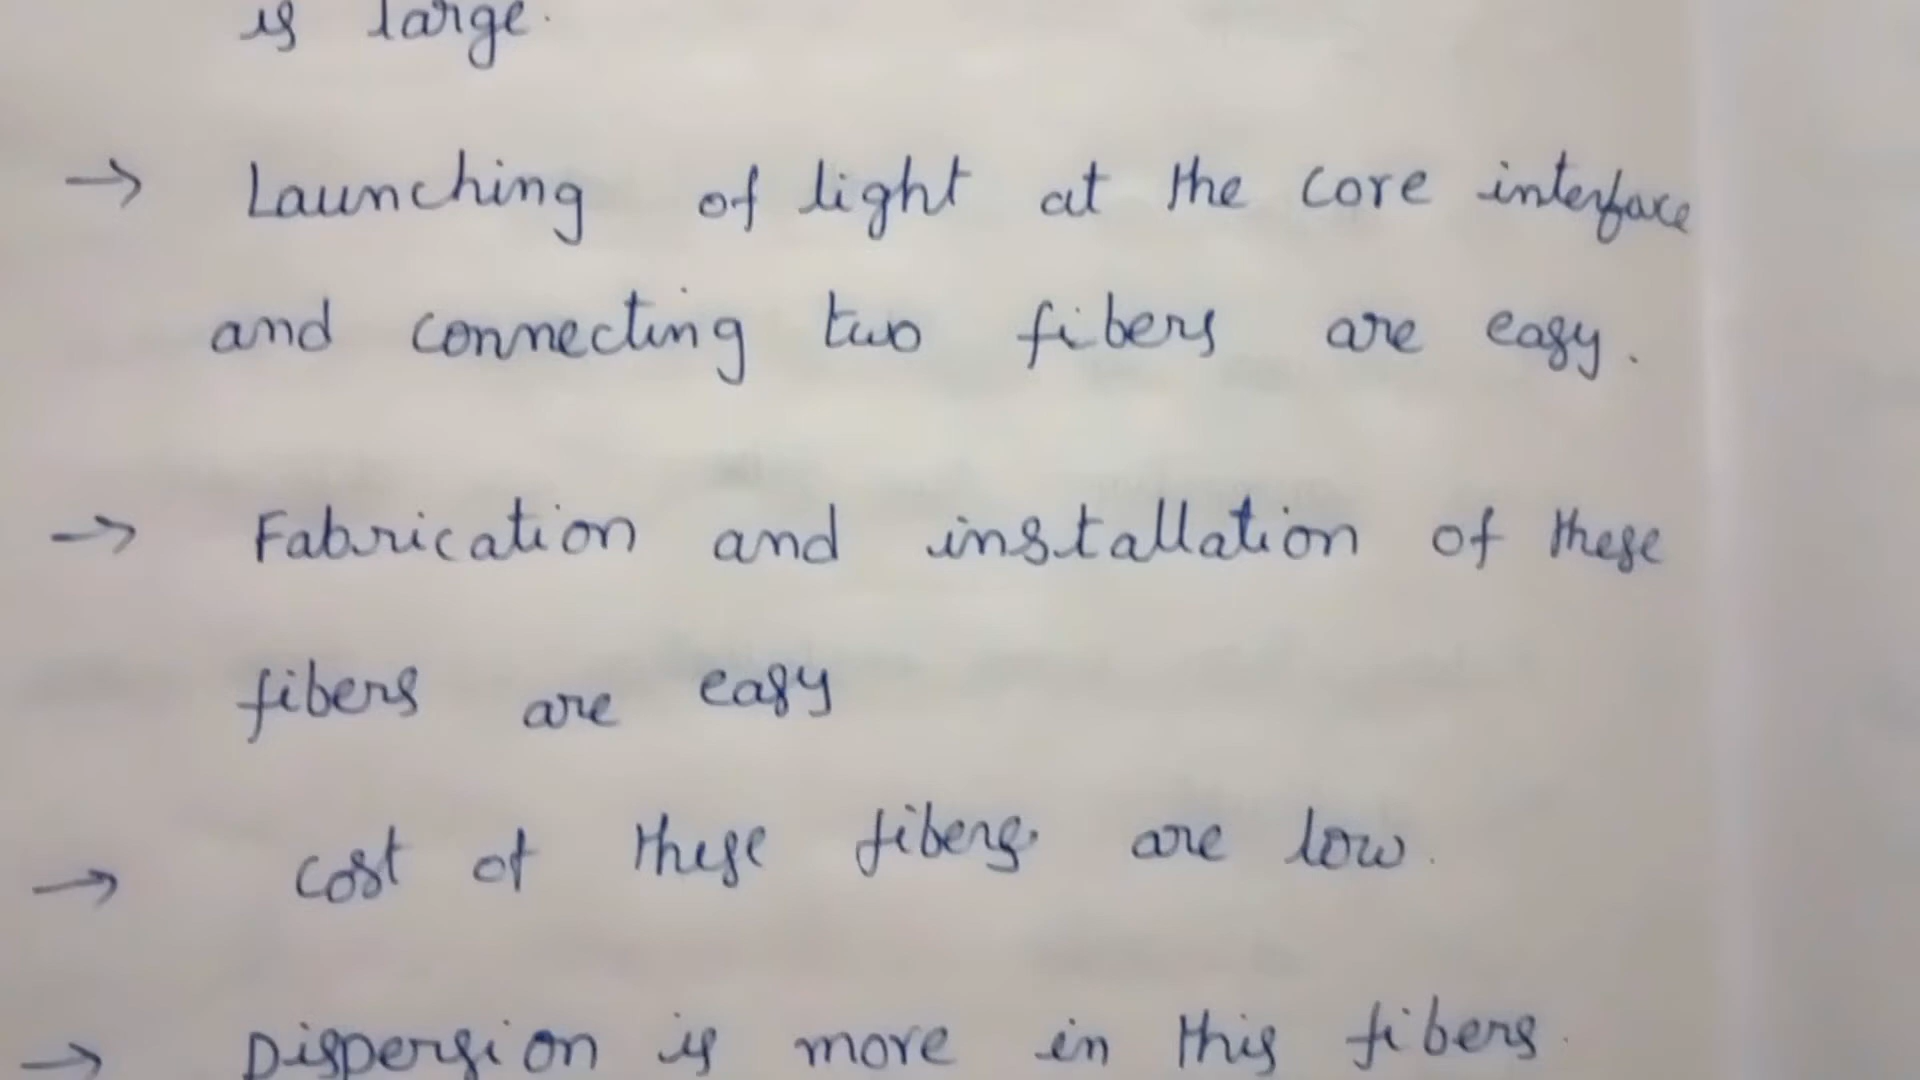 is large.
→ Launching of light at the core interface
and connecting two fibers are easy.
→ Fabrication and installation of these
fibers are easy
→ cost of these fibers are low.
→ Dispersion is more in this fibers.